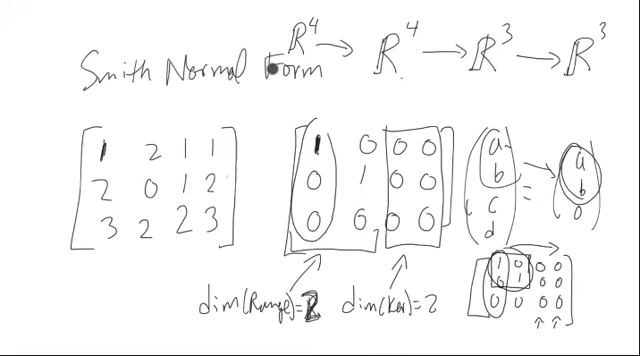 Smith Normal Form
R⁴ → R⁴ → R³ → R³
1 2 1 1
2 0 1 2
3 2 2 3
1 0 0 0
0 1 0 0
0 0 0 0
a
b
c
d
=
a
b
0
dim(Range)=2
dim(Ker)=2
1 0 0 0
0 1 0 0
0 0 0 0